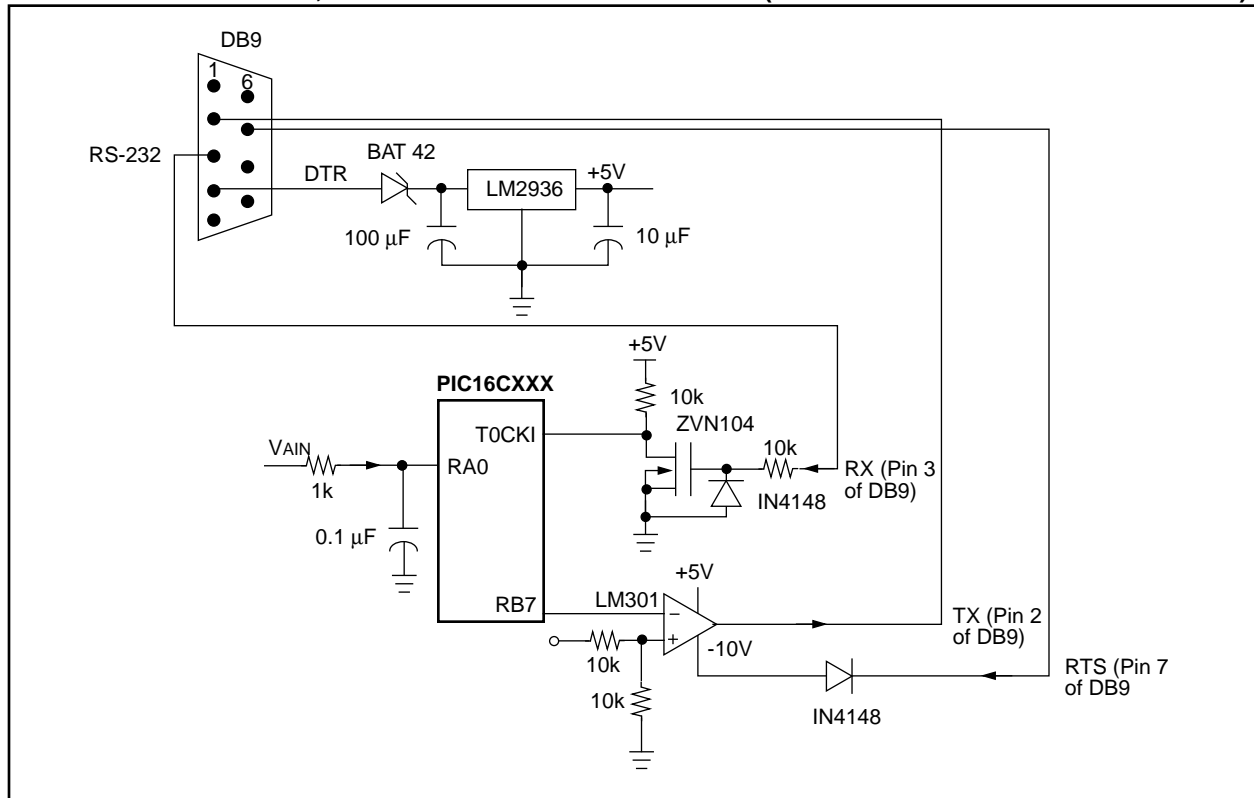 DB9
1
6
RS-232
BAT 42
DTR
LM2936
+5V
100 μF
10 μF
+5V
PIC16CXXX
10k
ZVN104
T0CKI
10k
VAIN
RA0
RX (Pin 3
of DB9)
1k
IN4148
0.1 μF
+5V
RB7
LM301
−
+
TX (Pin 2
of DB9)
-10V
10k
RTS (Pin 7
of DB9
10k
IN4148